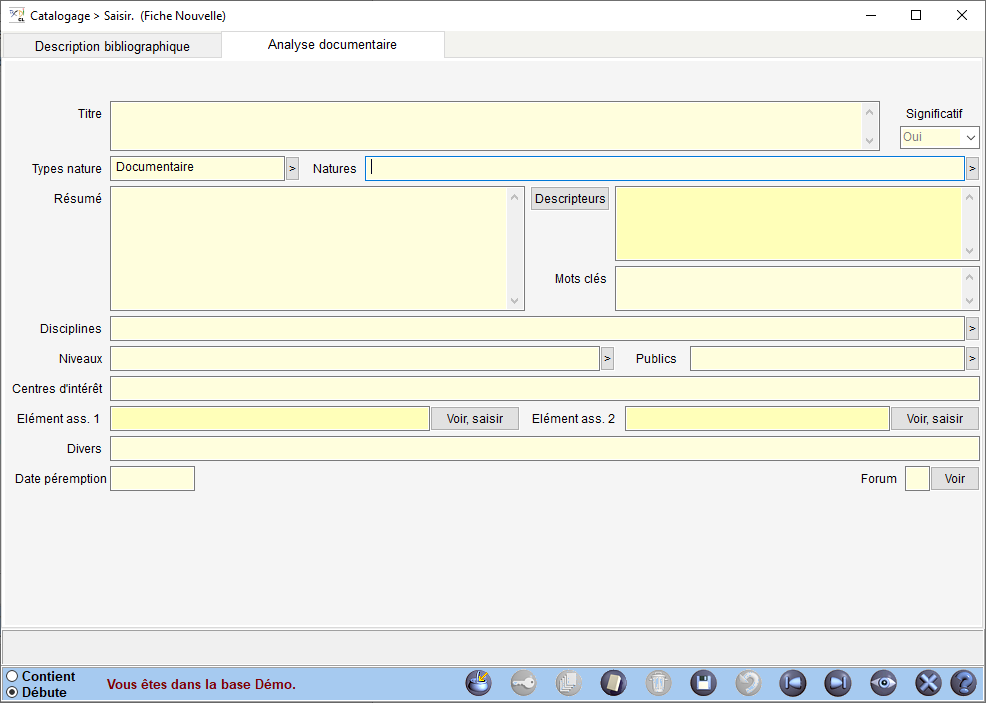 Catalogage > Saisir. (Fiche Nouvelle)
Description bibliographique
Analyse documentaire
Titre
Significatif
Oui
Types nature
Documentaire
>
Natures
>
Résumé
Descripteurs
Mots clés
Disciplines
>
Niveaux
>
Publics
>
Centres d'intérêt
Elément ass. 1
Voir, saisir
Elément ass. 2
Voir, saisir
Divers
Date péremption
Forum
Voir
Contient
Débute
Vous êtes dans la base Démo.
?